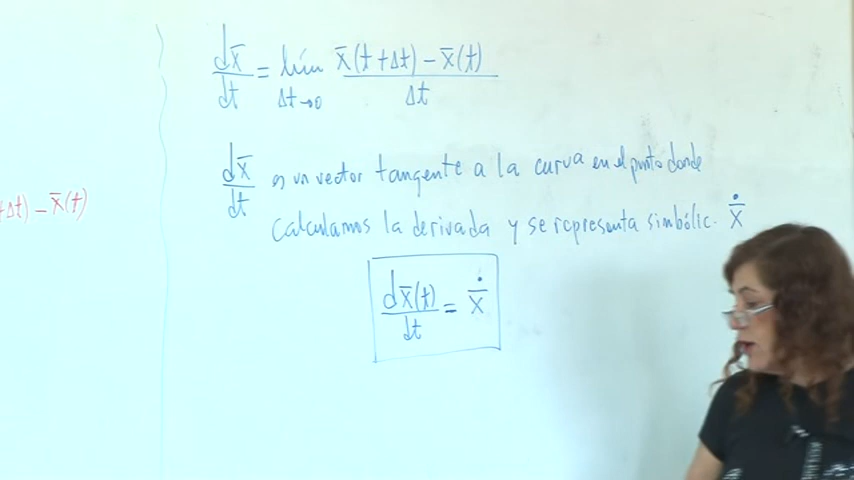 dx̄/dt = lím Δt→0 x̄(t+Δt) − x̄(t) / Δt
dx̄/dt es un vector tangente a la curva en el punto donde
calculamos la derivada y se representa simbólic. ẋ̄
dx̄(t)/dt = ẋ̄
+Δt) − x̄(t)